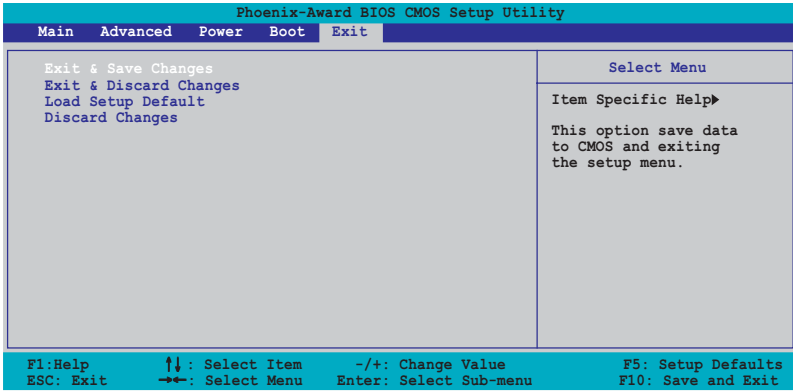 Phoenix-Award BIOS CMOS Setup Utility
Main Advanced Power Boot Exit
Exit & Save Changes
Exit & Discard Changes
Load Setup Default
Discard Changes
Select Menu
Item Specific Help▶
This option save data
to CMOS and exiting
the setup menu.
F1:Help ↑↓: Select Item -/+: Change Value F5: Setup Defaults
ESC: Exit →←: Select Menu Enter: Select Sub-menu F10: Save and Exit